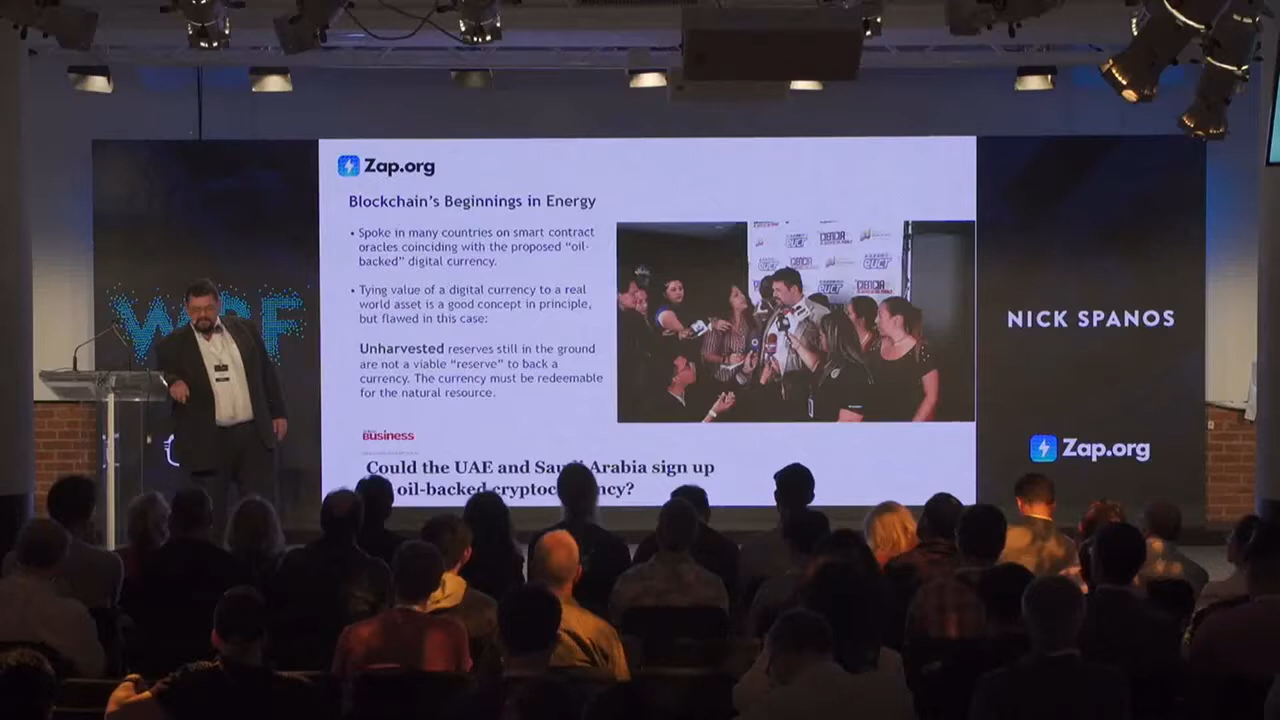 Zap.org
Blockchain's Beginnings in Energy
• Spoke in many countries on smart contract
oracles coinciding with the proposed "oil-
backed" digital currency.
• Tying value of a digital currency to a real
world asset is a good concept in principle,
but flawed in this case:
Unharvested reserves still in the ground
are not a viable "reserve" to back a
currency. The currency must be redeemable
for the natural resource.
Business
Could the UAE and Saudi Arabia sign up
oil-backed cryptocurrency?
CIENCIA
NICK SPANOS
Zap.org